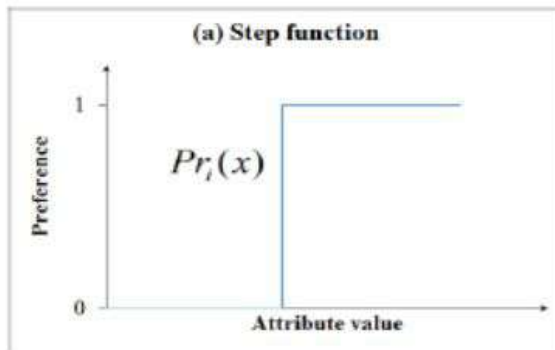 (a) Step function
1
Pr_i(x)
Preference
0
Attribute value